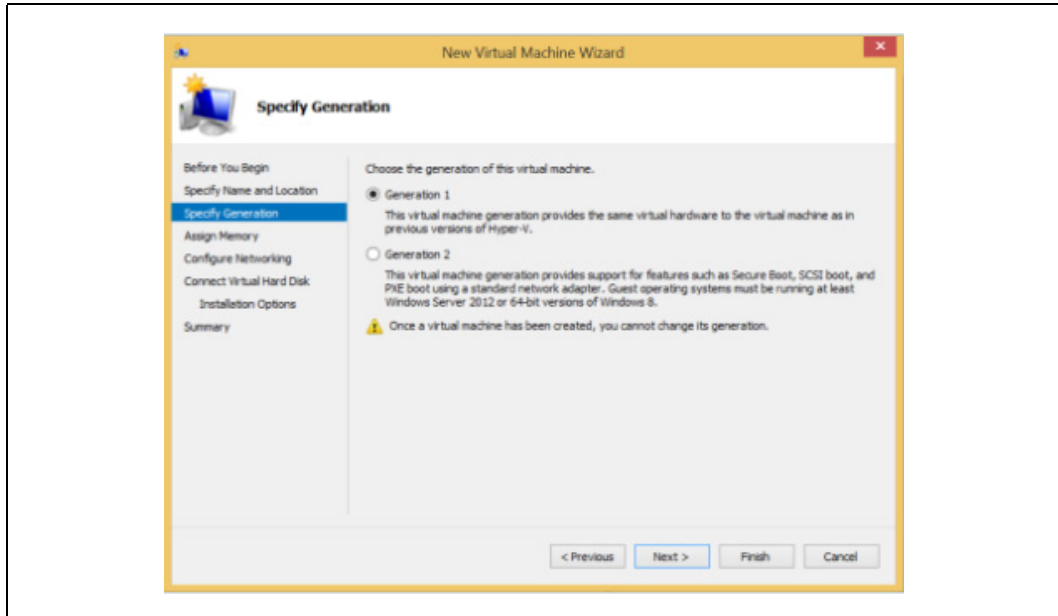 New Virtual Machine Wizard
Specify Generation
Before You Begin
Specify Name and Location
Specify Generation
Assign Memory
Configure Networking
Connect Virtual Hard Disk
Installation Options
Summary
Choose the generation of this virtual machine.
Generation 1
This virtual machine generation provides the same virtual hardware to the virtual machine as in
previous versions of Hyper-V.
Generation 2
This virtual machine generation provides support for features such as Secure Boot, SCSI boot, and
PXE boot using a standard network adapter. Guest operating systems must be running at least
Windows Server 2012 or 64-bit versions of Windows 8.
Once a virtual machine has been created, you cannot change its generation.
< Previous
Next >
Finish
Cancel